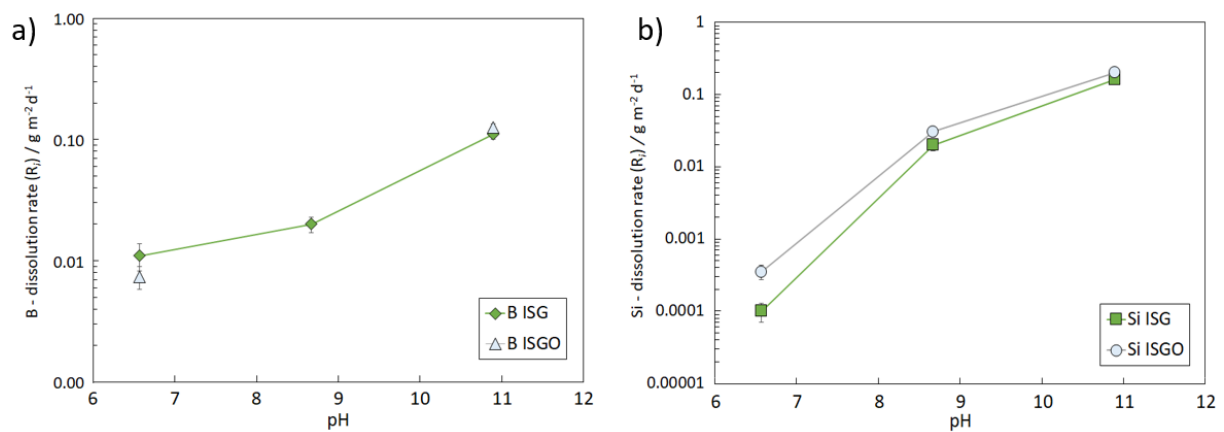 a)
B - dissolution rate (Ri) / g m-2 d-1
1.00
0.10
0.01
0.00
6 7 8 9 10 11 12
pH
B ISG
B ISGO
b)
Si - dissolution rate (Ri) / g m-2 d-1
1
0.1
0.01
0.001
0.0001
0.00001
6 7 8 9 10 11 12
pH
Si ISG
Si ISGO